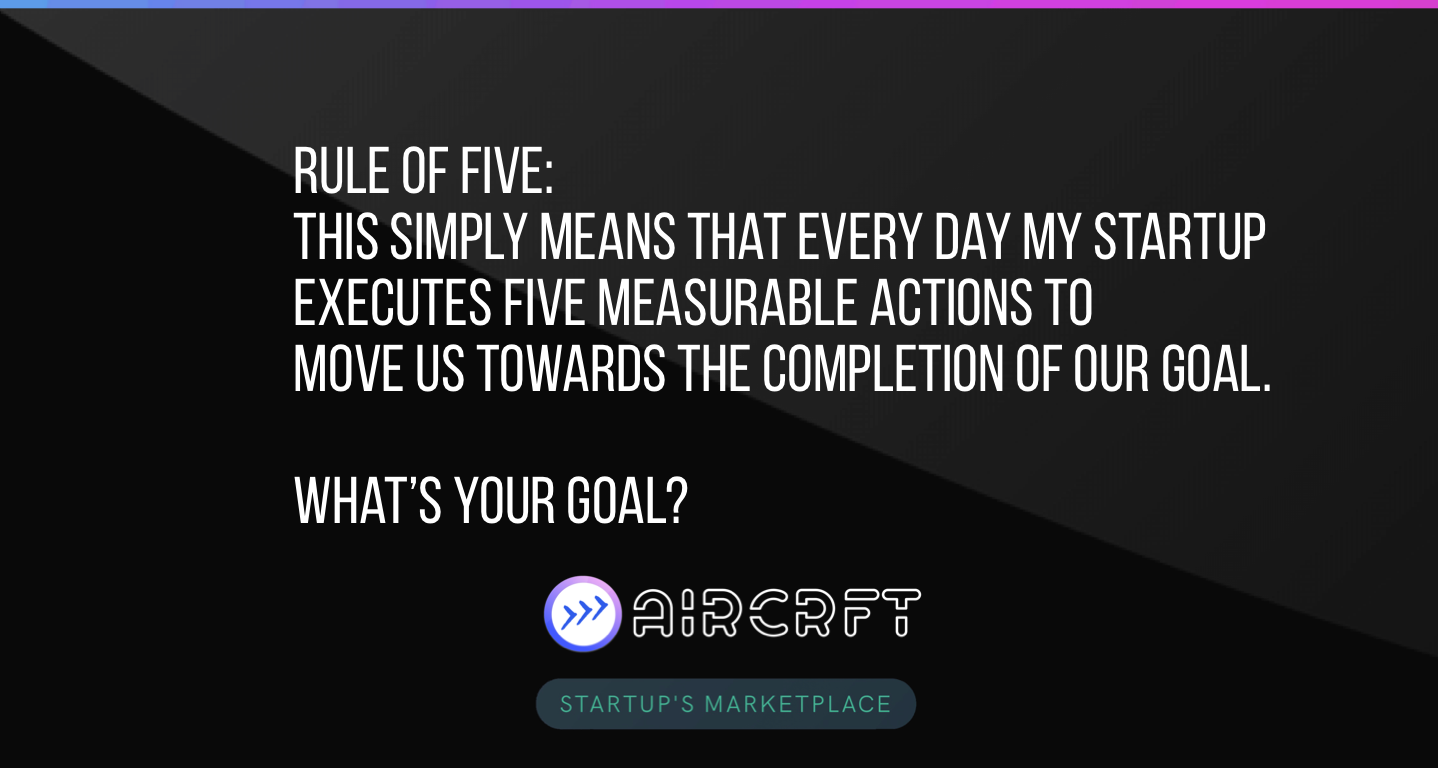 RULE OF FIVE:
THIS SIMPLY MEANS THAT EVERY DAY MY STARTUP
EXECUTES FIVE MEASURABLE ACTIONS TO
MOVE US TOWARDS THE COMPLETION OF OUR GOAL.
WHAT’S YOUR GOAL?
AIRCRFT
STARTUP'S MARKETPLACE